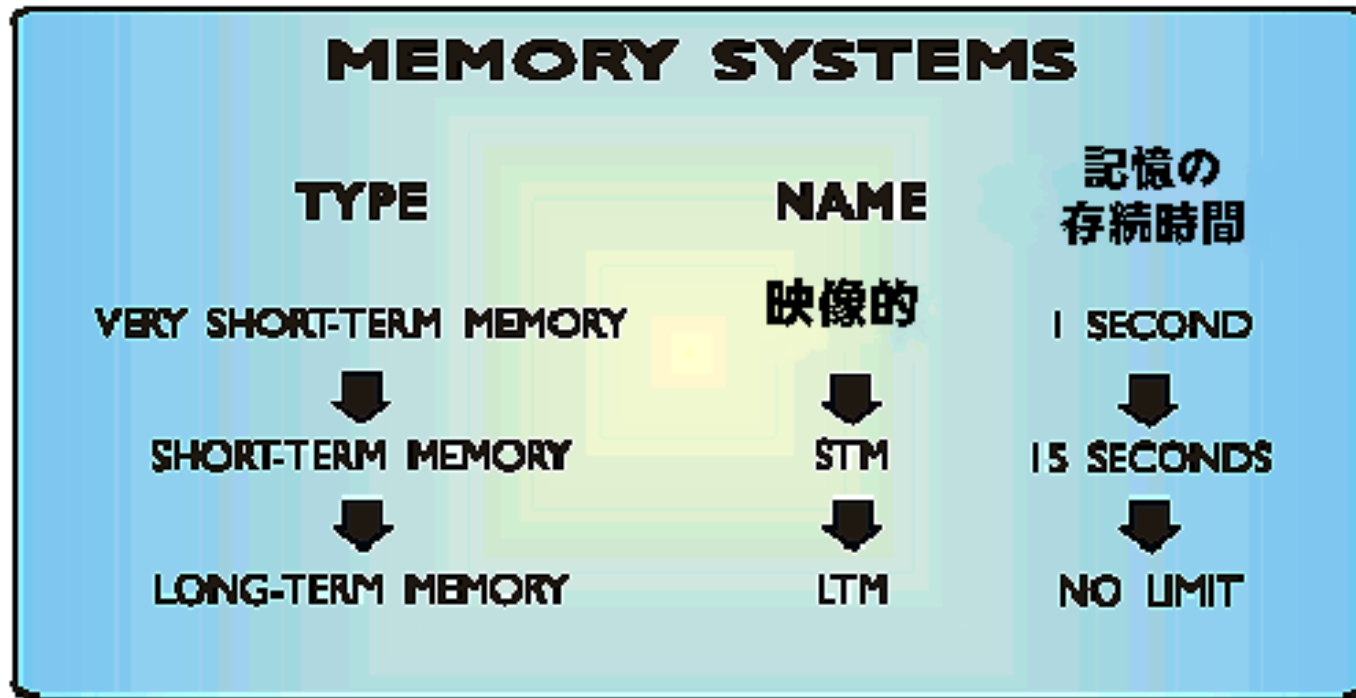 MEMORY SYSTEMS
TYPE
NAME
記憶の
存続時間
VERY SHORT-TERM MEMORY
映像的
1 SECOND
SHORT-TERM MEMORY
STM
15 SECONDS
LONG-TERM MEMORY
LTM
NO LIMIT